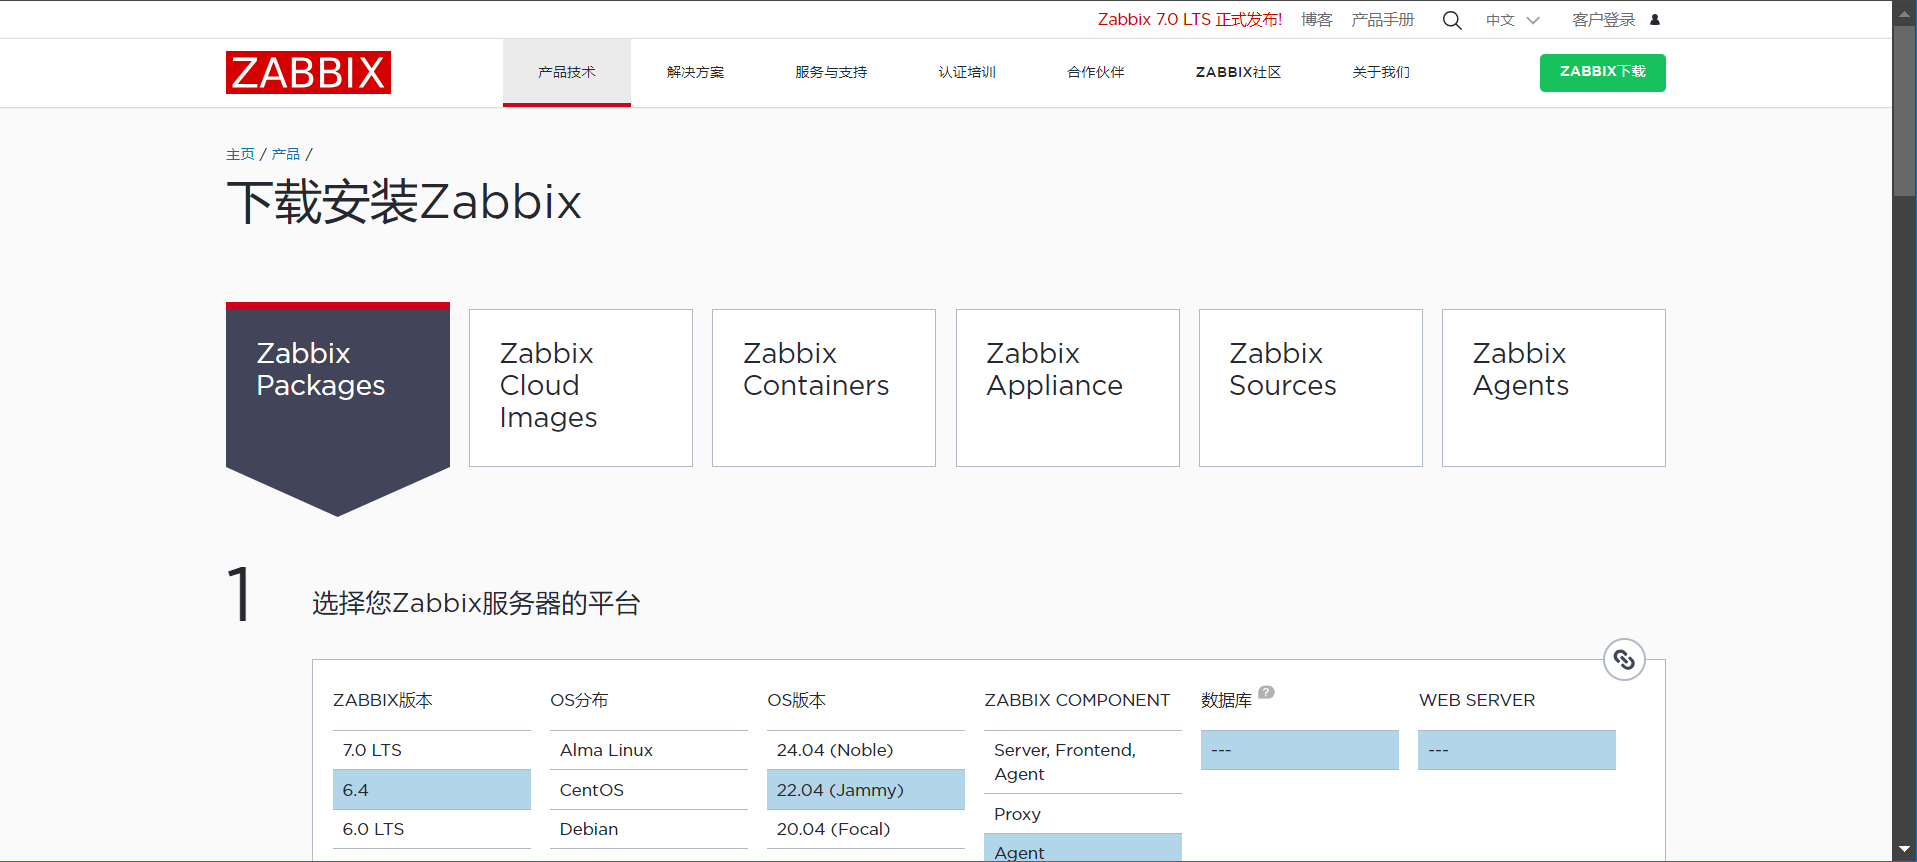 Zabbix 7.0 LTS 正式发布! 博客 产品手册 中文 客户登录
ZABBIX 产品技术 解决方案 服务与支持 认证培训 合作伙伴 ZABBIX社区 关于我们 ZABBIX下载
主页 / 产品 /
下载安装Zabbix
Zabbix
Packages
Zabbix
Cloud
Images
Zabbix
Containers
Zabbix
Appliance
Zabbix
Sources
Zabbix
Agents
1 选择您Zabbix服务器的平台
ZABBIX版本
7.0 LTS
6.4
6.0 LTS
OS分布
Alma Linux
CentOS
Debian
OS版本
24.04 (Noble)
22.04 (Jammy)
20.04 (Focal)
ZABBIX COMPONENT
Server, Frontend,
Agent
Proxy
Agent
数据库 ?
---
WEB SERVER
---